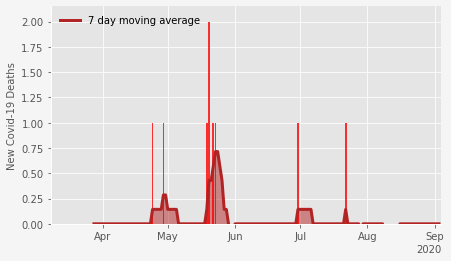 7 day moving average
New Covid-19 Deaths
2.00
1.75
1.50
1.25
1.00
0.75
0.50
0.25
0.00
Apr
May
Jun
Jul
Aug
Sep
2020